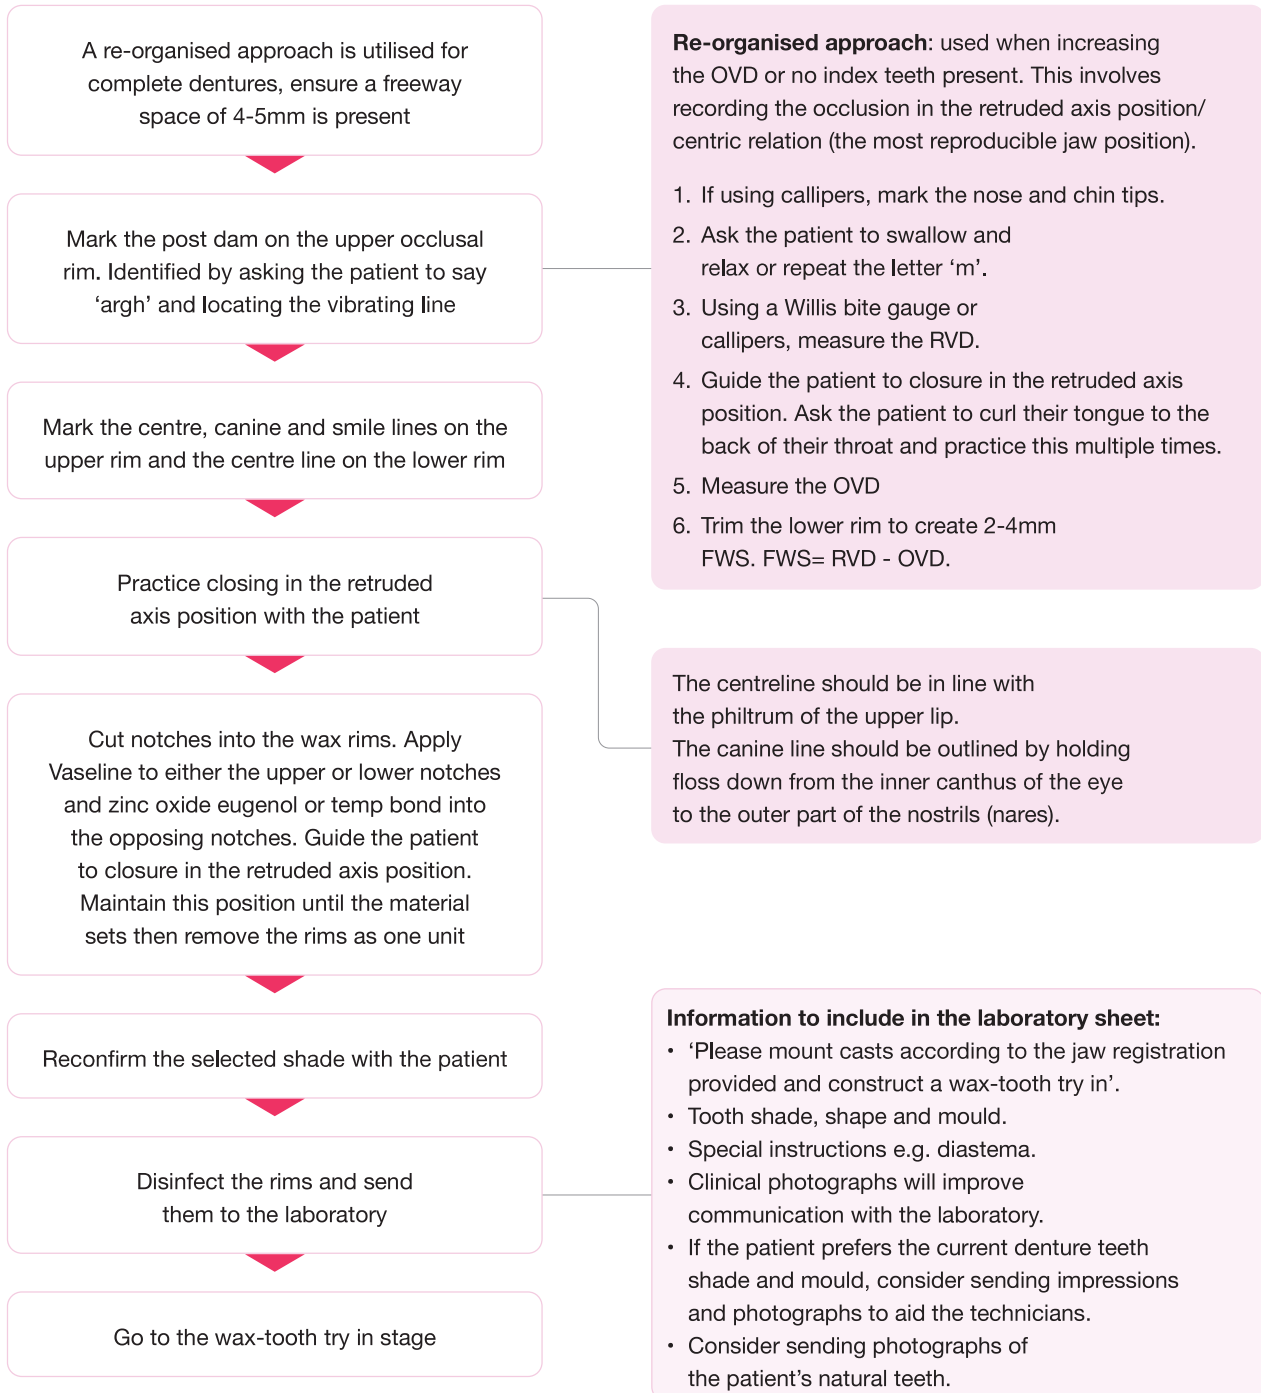 A re-organised approach is utilised for
complete dentures, ensure a freeway
space of 4-5mm is present
Mark the post dam on the upper occlusal
rim. Identified by asking the patient to say
‘argh’ and locating the vibrating line
Mark the centre, canine and smile lines on the
upper rim and the centre line on the lower rim
Practice closing in the retruded
axis position with the patient
Cut notches into the wax rims. Apply
Vaseline to either the upper or lower notches
and zinc oxide eugenol or temp bond into
the opposing notches. Guide the patient
to closure in the retruded axis position.
Maintain this position until the material
sets then remove the rims as one unit
Reconfirm the selected shade with the patient
Disinfect the rims and send
them to the laboratory
Go to the wax-tooth try in stage
Re-organised approach: used when increasing
the OVD or no index teeth present. This involves
recording the occlusion in the retruded axis position/
centric relation (the most reproducible jaw position).
1. If using callipers, mark the nose and chin tips.
2. Ask the patient to swallow and
relax or repeat the letter ‘m’.
3. Using a Willis bite gauge or
callipers, measure the RVD.
4. Guide the patient to closure in the retruded axis
position. Ask the patient to curl their tongue to the
back of their throat and practice this multiple times.
5. Measure the OVD
6. Trim the lower rim to create 2-4mm
FWS. FWS= RVD - OVD.
The centreline should be in line with
the philtrum of the upper lip.
The canine line should be outlined by holding
floss down from the inner canthus of the eye
to the outer part of the nostrils (nares).
Information to include in the laboratory sheet:
• ‘Please mount casts according to the jaw registration
provided and construct a wax-tooth try in’.
• Tooth shade, shape and mould.
• Special instructions e.g. diastema.
• Clinical photographs will improve
communication with the laboratory.
• If the patient prefers the current denture teeth
shade and mould, consider sending impressions
and photographs to aid the technicians.
• Consider sending photographs of
the patient’s natural teeth.